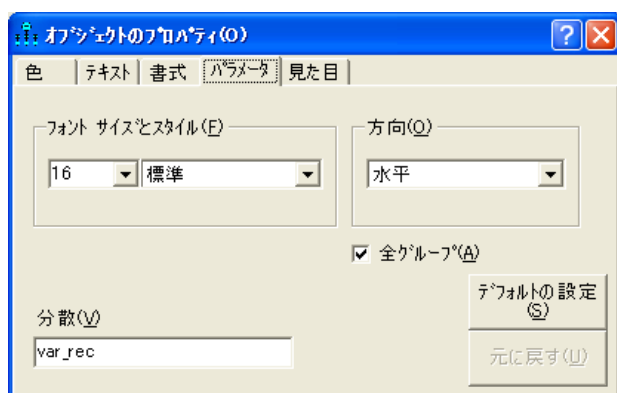 ｵﾌﾞｼﾞｪｸﾄのﾌﾟﾛﾊﾟﾃｨ(O)
色 ﾃｷｽﾄ 書式 ﾊﾟﾗﾒｰﾀ 見た目
ﾌｫﾝﾄ ｻｲｽﾞとｽﾀｲﾙ(F)
方向(O)
16 標準
水平
全ｸﾞﾙｰﾌﾟ(A)
ﾃﾞﾌｫﾙﾄの設定
(S)
分散(V)
var_rec
元に戻す(U)